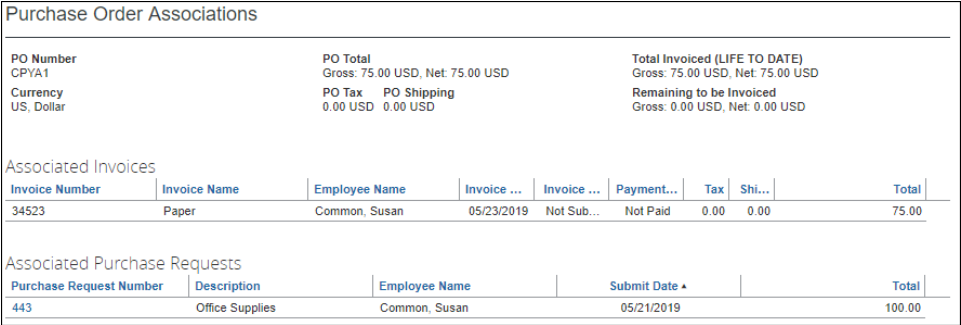 Purchase Order Associations
PO Number PO Total Total Invoiced (LIFE TO DATE)
CPYA1 Gross: 75.00 USD, Net: 75.00 USD Gross: 75.00 USD, Net: 75.00 USD
Currency PO Tax PO Shipping Remaining to be Invoiced
US, Dollar 0.00 USD 0.00 USD Gross: 0.00 USD, Net: 0.00 USD
Associated Invoices
Invoice Number Invoice Name Employee Name Invoice ... Invoice ... Payment... Tax Shi... Total
34523 Paper Common, Susan 05/23/2019 Not Sub... Not Paid 0.00 0.00 75.00
Associated Purchase Requests
Purchase Request Number Description Employee Name Submit Date Total
443 Office Supplies Common, Susan 05/21/2019 100.00